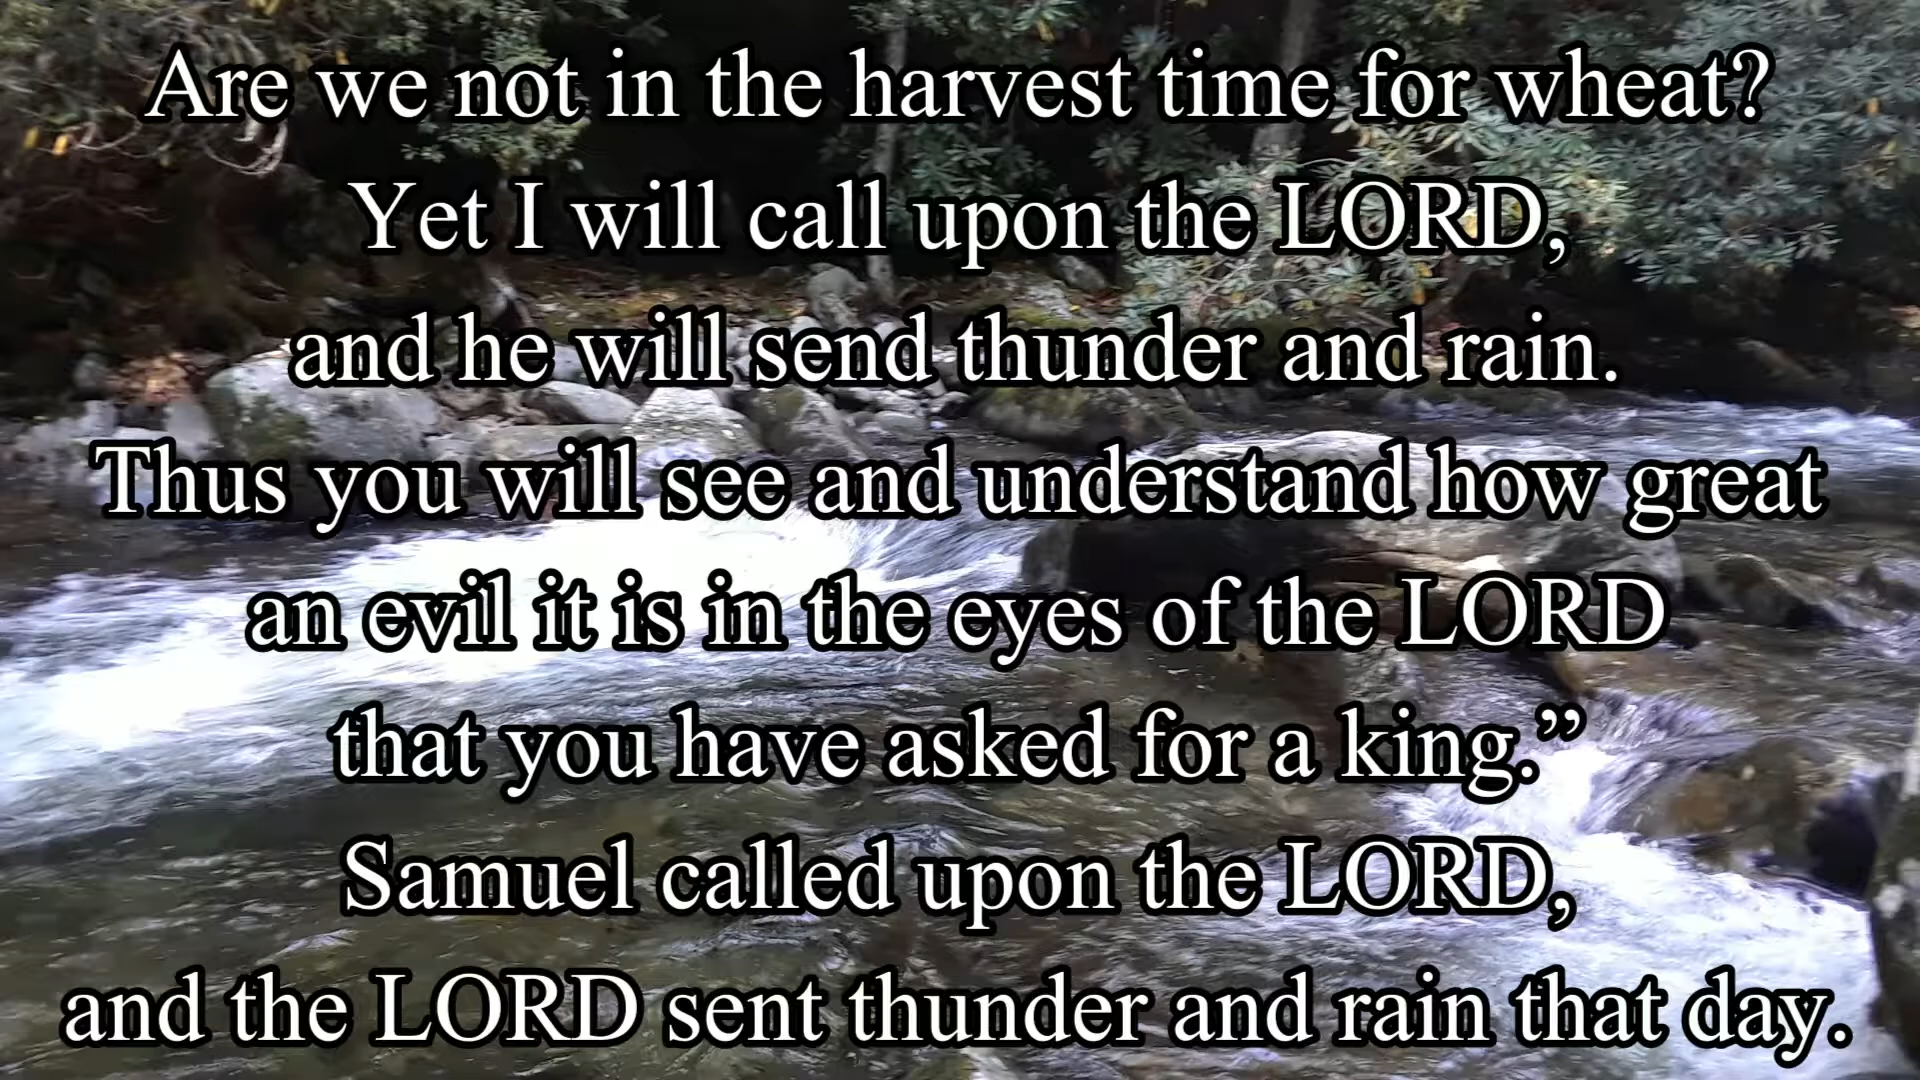 Are we not in the harvest time for wheat?
Yet I will call upon the LORD,
and he will send thunder and rain.
Thus you will see and understand how great
an evil it is in the eyes of the LORD
that you have asked for a king.”
Samuel called upon the LORD,
and the LORD sent thunder and rain that day.